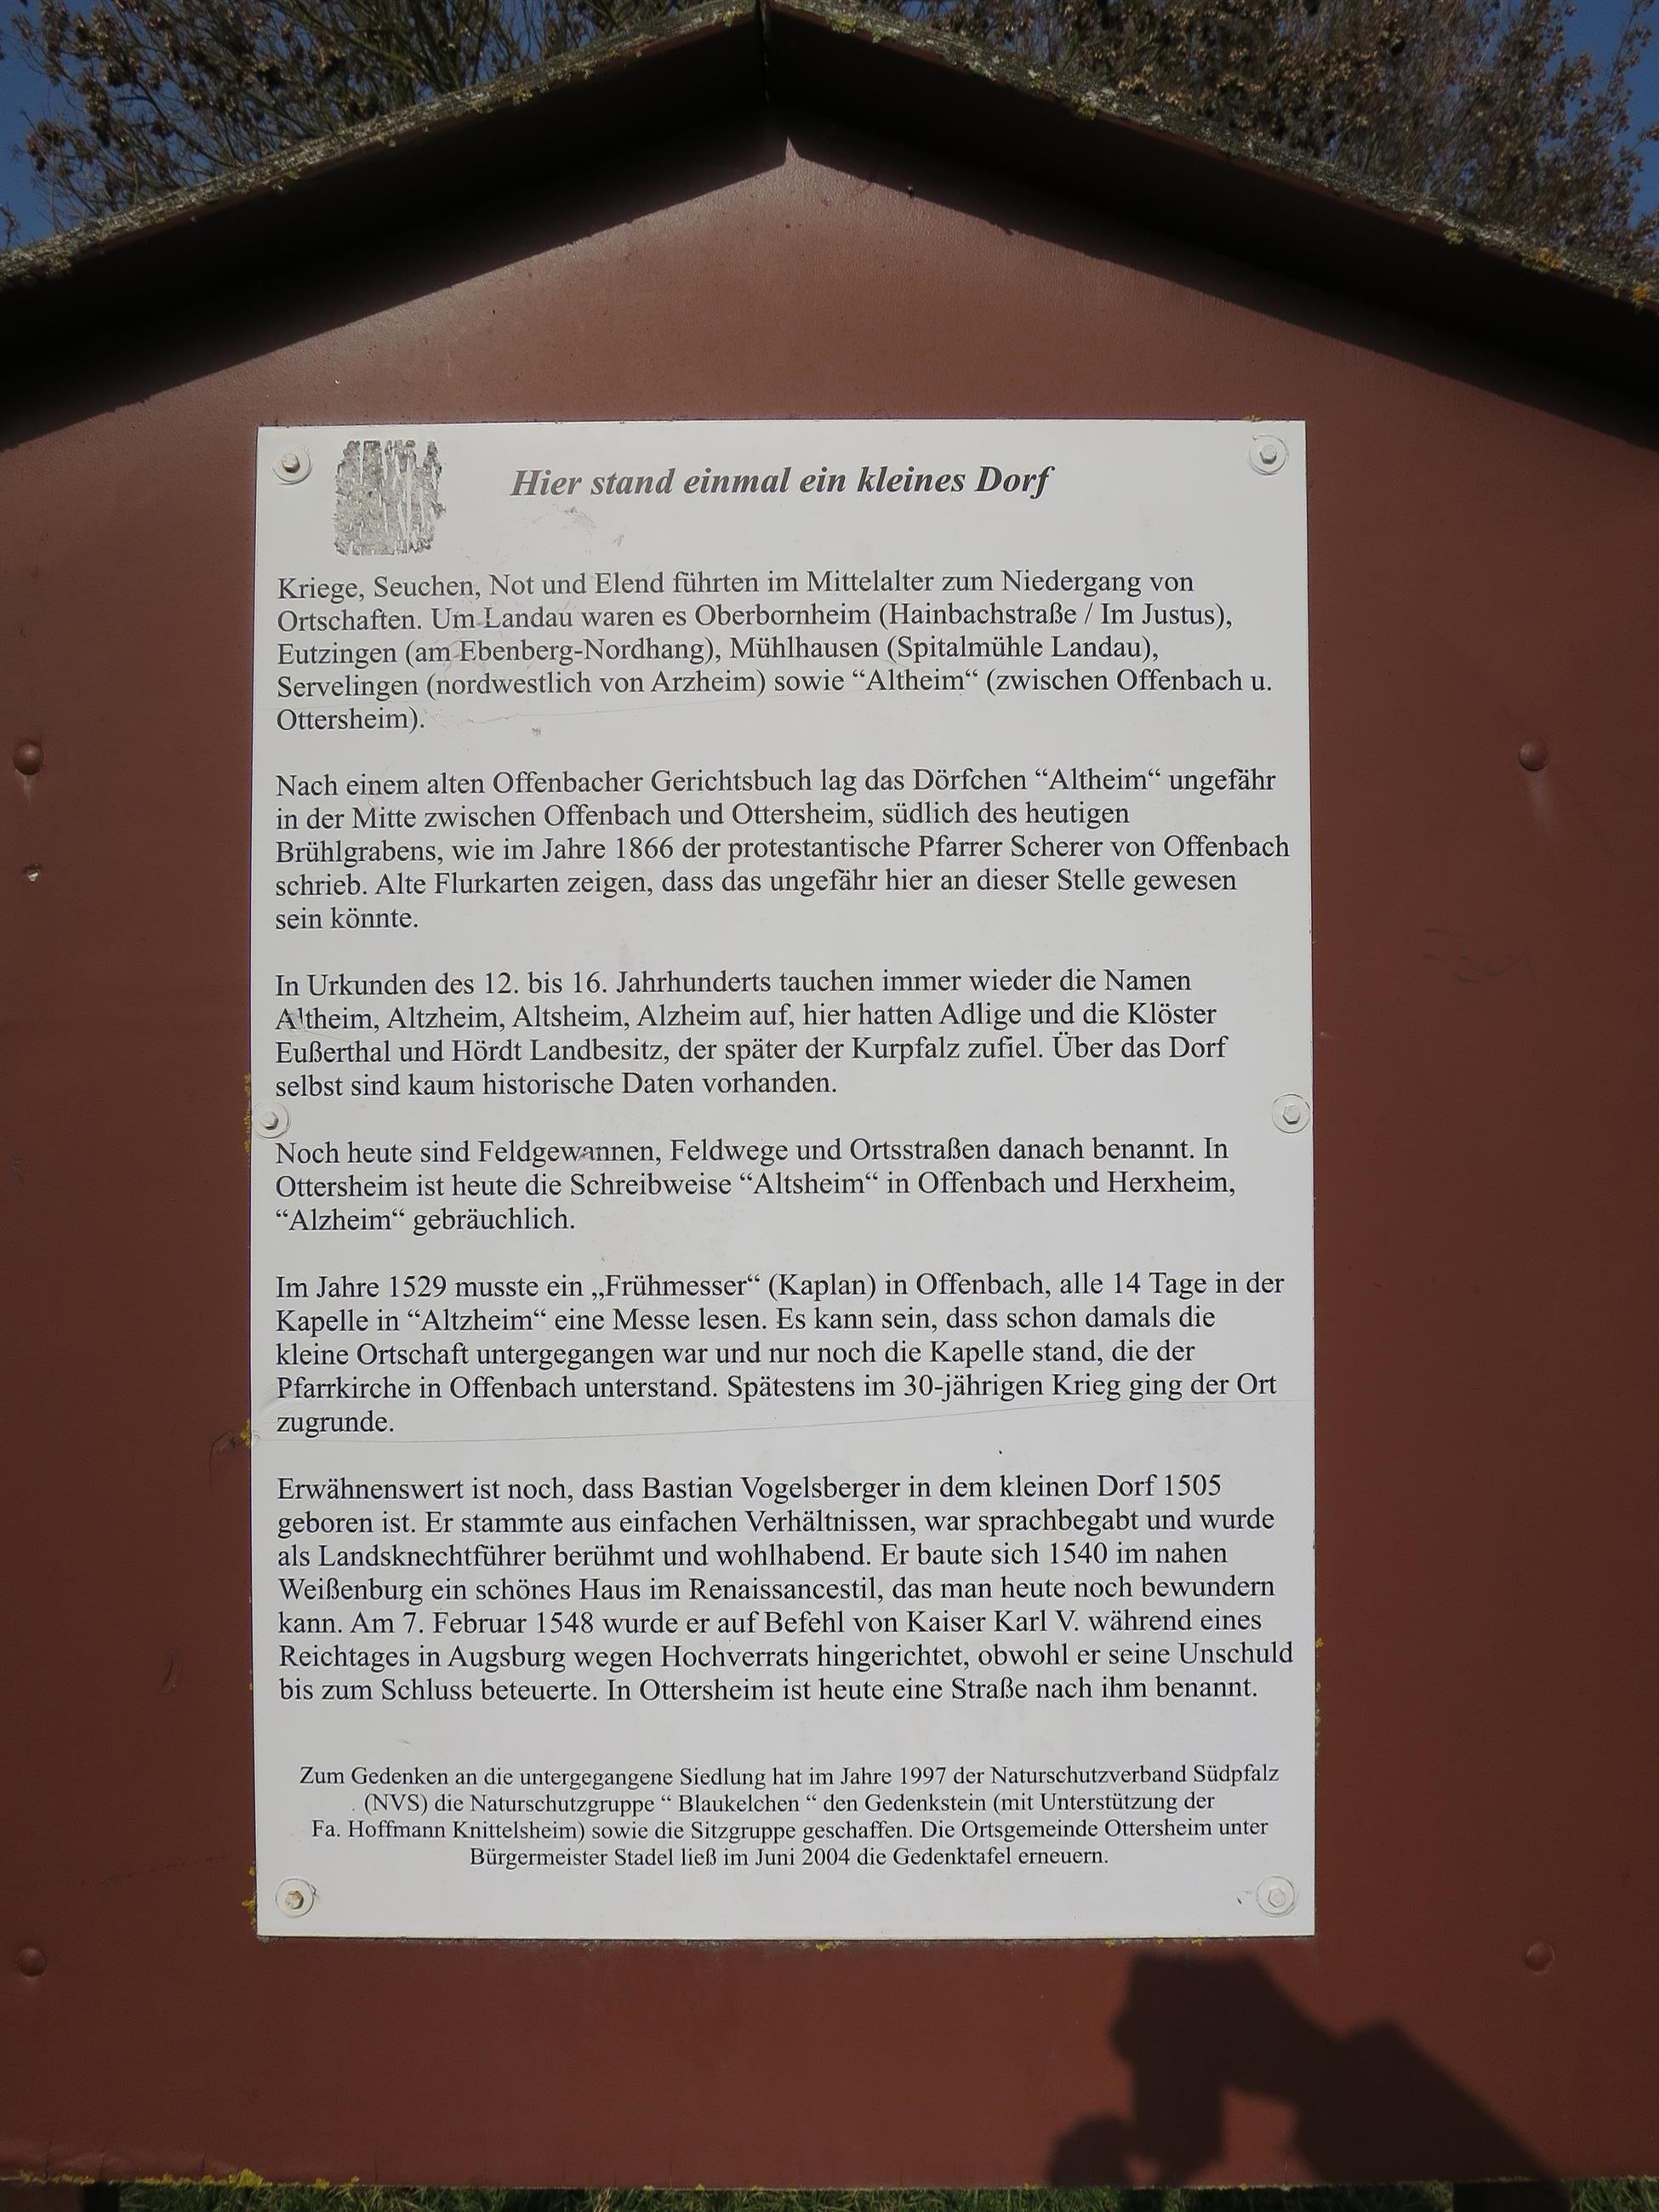 Hier stand einmal ein kleines Dorf
Kriege, Seuchen, Not und Elend führten im Mittelalter zum Niedergang von
Ortschaften. Um Landau waren es Oberbornheim (Hainbachstraße / Im Justus),
Eutzingen (am Ebenberg-Nordhang), Mühlhausen (Spitalmühle Landau),
Servelingen (nordwestlich von Arzheim) sowie “Altheim“ (zwischen Offenbach u.
Ottersheim).
Nach einem alten Offenbacher Gerichtsbuch lag das Dörfchen “Altheim“ ungefähr
in der Mitte zwischen Offenbach und Ottersheim, südlich des heutigen
Brühlgrabens, wie im Jahre 1866 der protestantische Pfarrer Scherer von Offenbach
schrieb. Alte Flurkarten zeigen, dass das ungefähr hier an dieser Stelle gewesen
sein könnte.
In Urkunden des 12. bis 16. Jahrhunderts tauchen immer wieder die Namen
Altheim, Altzheim, Altsheim, Alzheim auf, hier hatten Adlige und die Klöster
Eußerthal und Hördt Landbesitz, der später der Kurpfalz zufiel. Über das Dorf
selbst sind kaum historische Daten vorhanden.
Noch heute sind Feldgewannen, Feldwege und Ortsstraßen danach benannt. In
Ottersheim ist heute die Schreibweise “Altsheim“ in Offenbach und Herxheim,
“Alzheim“ gebräuchlich.
Im Jahre 1529 musste ein „Frühmesser“ (Kaplan) in Offenbach, alle 14 Tage in der
Kapelle in “Altzheim“ eine Messe lesen. Es kann sein, dass schon damals die
kleine Ortschaft untergegangen war und nur noch die Kapelle stand, die der
Pfarrkirche in Offenbach unterstand. Spätestens im 30-jährigen Krieg ging der Ort
zugrunde.
Erwähnenswert ist noch, dass Bastian Vogelsberger in dem kleinen Dorf 1505
geboren ist. Er stammte aus einfachen Verhältnissen, war sprachbegabt und wurde
als Landsknechtführer berühmt und wohlhabend. Er baute sich 1540 im nahen
Weißenburg ein schönes Haus im Renaissancestil, das man heute noch bewundern
kann. Am 7. Februar 1548 wurde er auf Befehl von Kaiser Karl V. während eines
Reichtages in Augsburg wegen Hochverrats hingerichtet, obwohl er seine Unschuld
bis zum Schluss beteuerte. In Ottersheim ist heute eine Straße nach ihm benannt.
Zum Gedenken an die untergegangene Siedlung hat im Jahre 1997 der Naturschutzverband Südpfalz
(NVS) die Naturschutzgruppe “ Blaukelchen “ den Gedenkstein (mit Unterstützung der
Fa. Hoffmann Knittelsheim) sowie die Sitzgruppe geschaffen. Die Ortsgemeinde Ottersheim unter
Bürgermeister Stadel ließ im Juni 2004 die Gedenktafel erneuern.